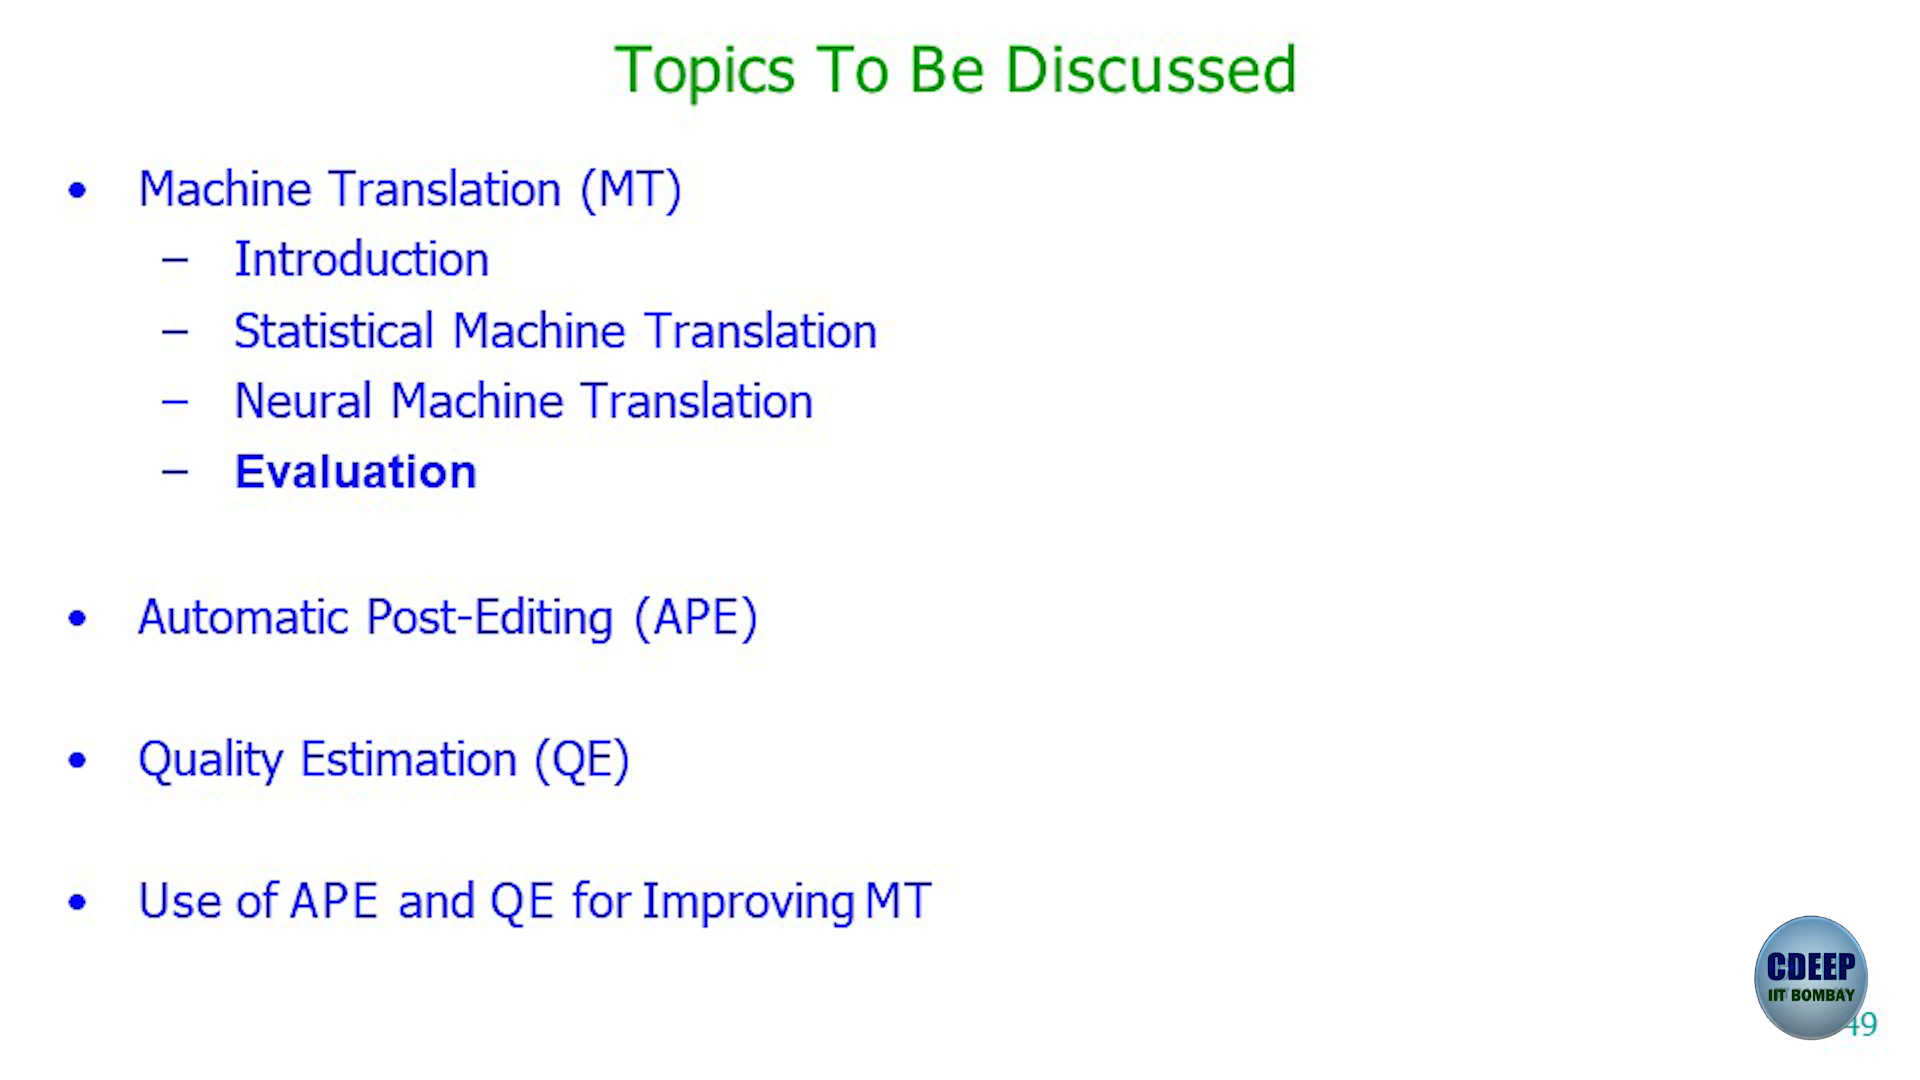 Topics To Be Discussed
• Machine Translation (MT)
– Introduction
– Statistical Machine Translation
– Neural Machine Translation
– Evaluation
• Automatic Post-Editing (APE)
• Quality Estimation (QE)
• Use of APE and QE for Improving MT
CDEEP
IIT BOMBAY
49